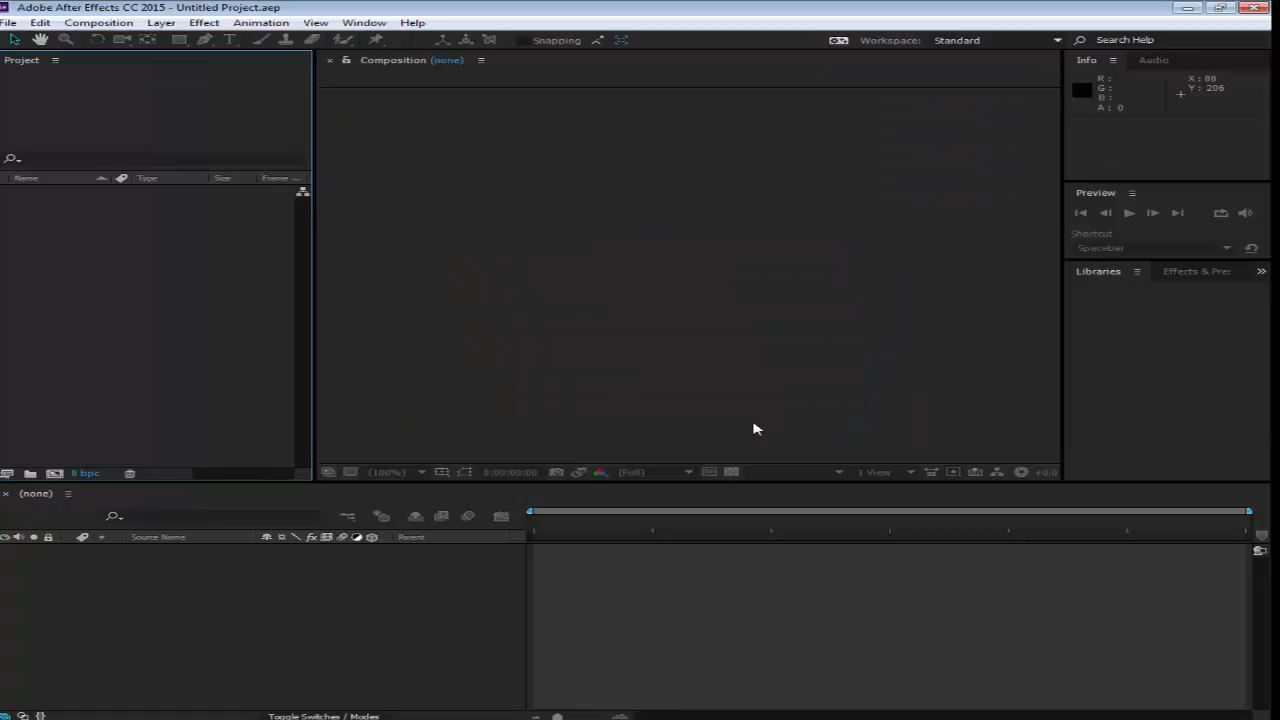 Adobe After Effects CC 2015 - Untitled Project.aep
File Edit Composition Layer Effect Animation View Window Help
Snapping Workspace: Standard Search Help
Project Composition (none) Info Audio
R: X: 88
G: Y: 206
B:
A: 0
Name Type Size Frame ...
Preview
Shortcut
Spacebar
Libraries Effects & Pre
8 bpc (100%) 0:00:00:00 (Full) 1 View +0.0
(none)
Source Name Parent
Toggle Switches / Modes